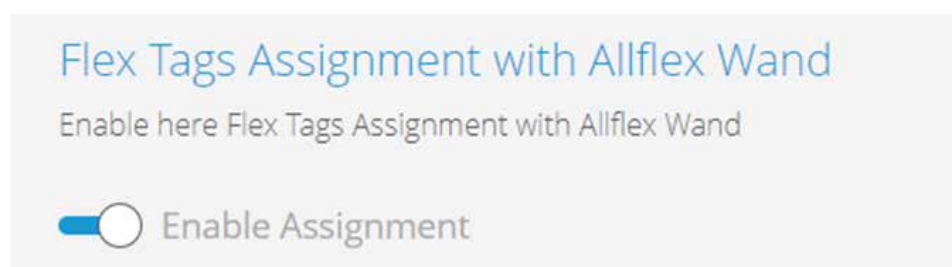 Flex Tags Assignment with Allflex Wand
Enable here Flex Tags Assignment with Allflex Wand
Enable Assignment